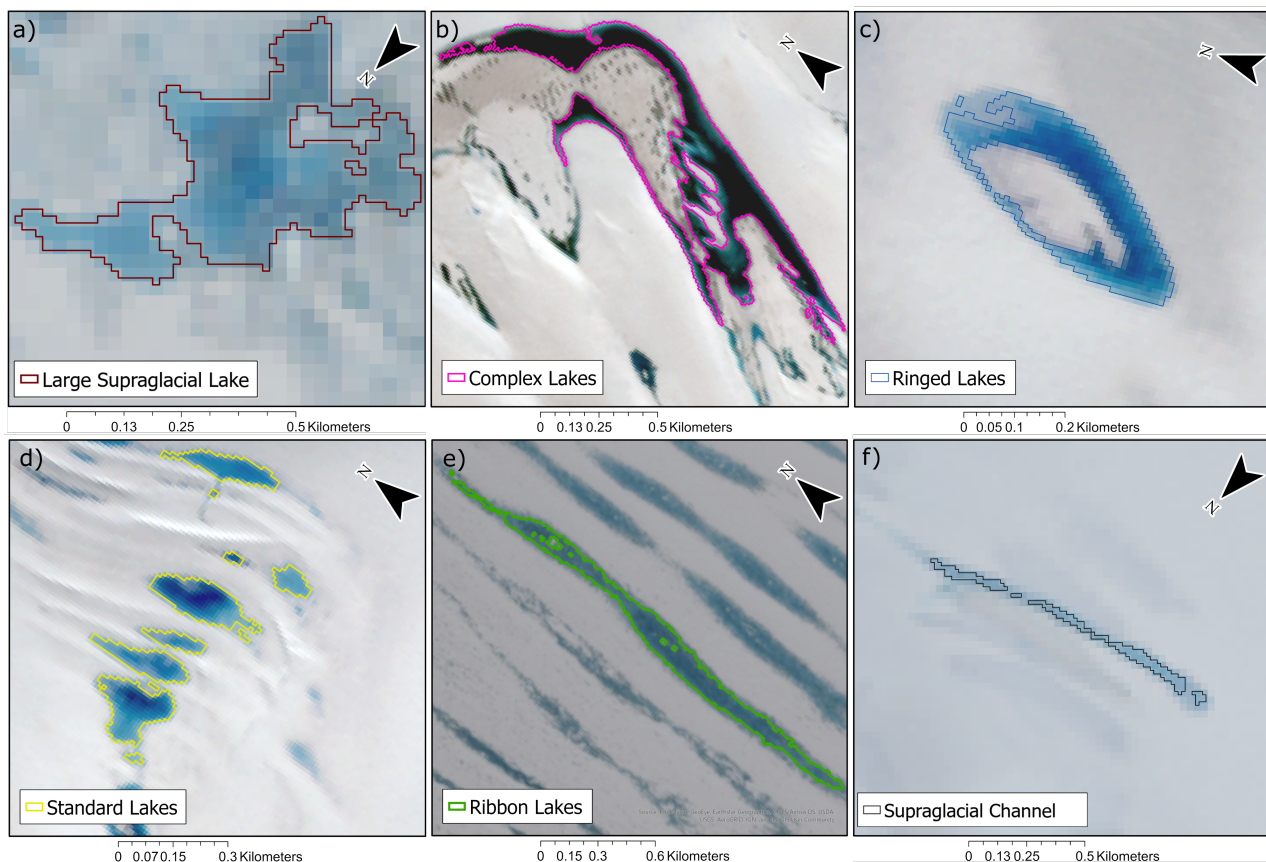 a)
N
Large Supraglacial Lake
0 0.13 0.25 0.5 Kilometers
b)
N
Complex Lakes
0 0.13 0.25 0.5 Kilometers
c)
N
Ringed Lakes
0 0.05 0.1 0.2 Kilometers
d)
N
Standard Lakes
0 0.07 0.15 0.3 Kilometers
e)
N
Ribbon Lakes
0 0.15 0.3 0.6 Kilometers
f)
N
Supraglacial Channel
0 0.13 0.25 0.5 Kilometers